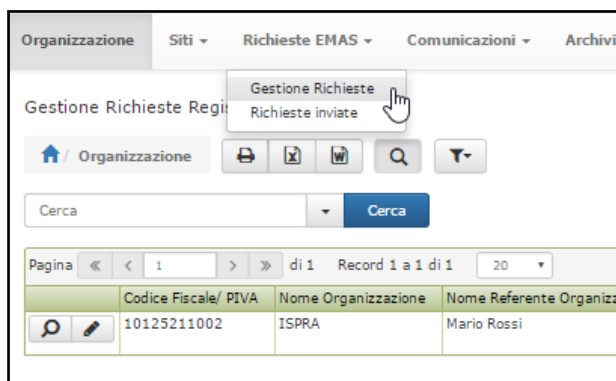 Organizzazione Siti Richieste EMAS Comunicazioni Archivi
Gestione Richieste
Gestione Richieste Regi
Richieste inviate
/ Organizzazione
Cerca Cerca
Pagina 1 di 1 Record 1 a 1 di 1 20
Codice Fiscale/ PIVA Nome Organizzazione Nome Referente Organizz
10125211002 ISPRA Mario Rossi